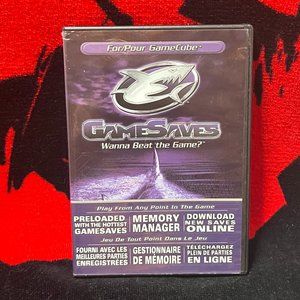 For/Pour GameCube™
GAMESAVES
Wanna Beat the Game?™
Play From Any Point In The Game
PRELOADED
WITH THE HOTTEST
GAMESAVES
MEMORY
MANAGER
DOWNLOAD
NEW SAVES
ONLINE
Jeu De Tout Point Dans Le Jeu
FOURNI AVEC LES
MEILLEURES PARTIES
ENREGISTRÉES
GESTIONNAIRE
DE MÉMOIRE
TÉLÉCHARGEZ
PLEIN DE PARTIES
EN LIGNE